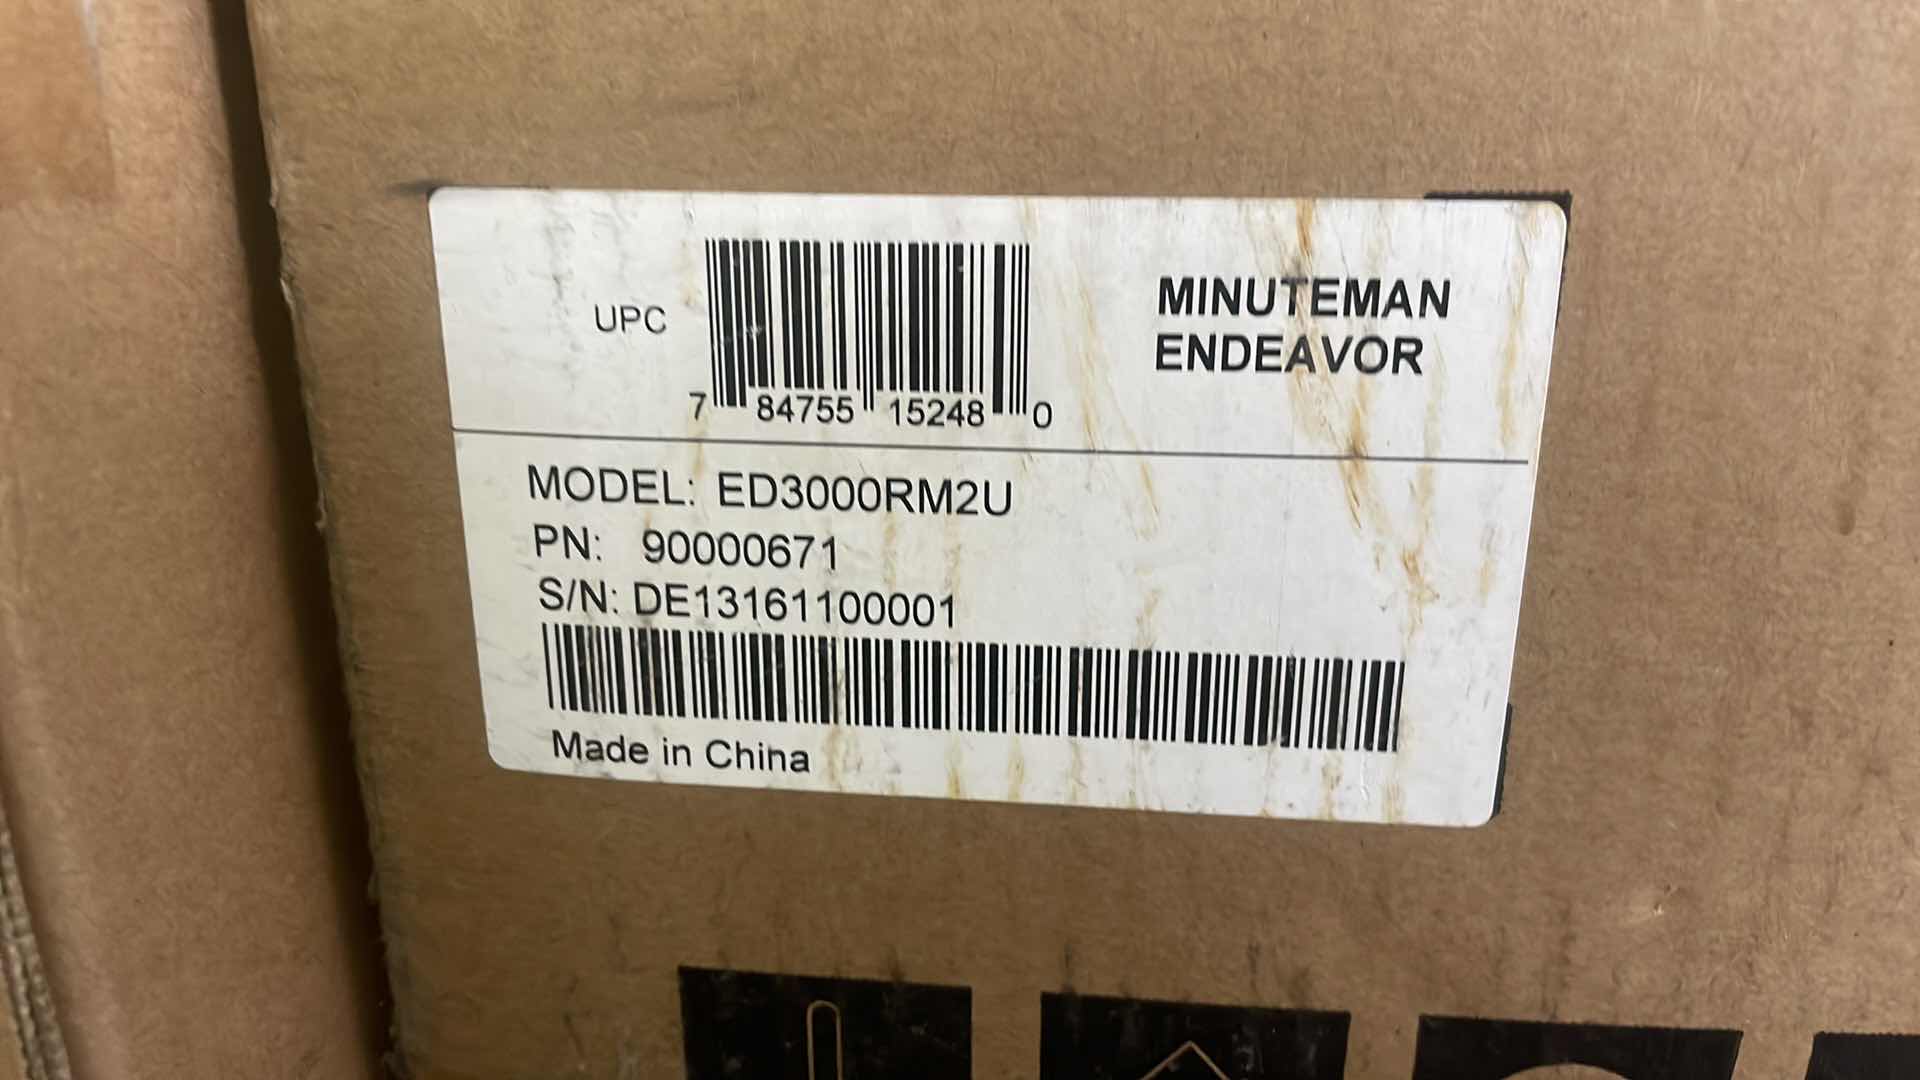 UPC
7 84755 15248 0
MINUTEMAN
ENDEAVOR
MODEL: ED3000RM2U
PN: 90000671
S/N: DE13161100001
Made in China